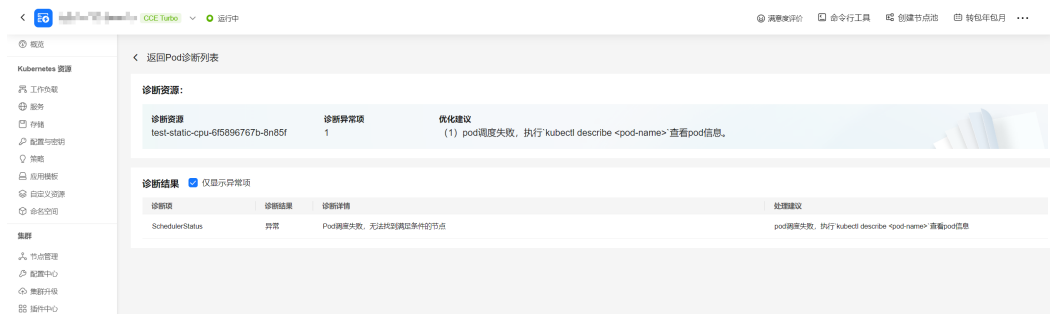 CCE Turbo 运行中 满意度评价 命令行工具 创建节点池 转包年包月
概览
返回Pod诊断列表
Kubernetes 资源
工作负载
服务
存储
配置与密钥
策略
应用模板
自定义资源
命名空间
集群
节点管理
配置中心
集群升级
插件中心
诊断资源:
诊断资源 诊断异常项 优化建议
test-static-cpu-6f5896767b-8n85f 1 （1）pod调度失败，执行`kubectl describe <pod-name>`查看pod信息。
诊断结果 仅显示异常项
诊断项 诊断结果 诊断详情 处理建议
SchedulerStatus 异常 Pod调度失败，无法找到满足条件的节点 pod调度失败，执行`kubectl describe <pod-name>`查看pod信息